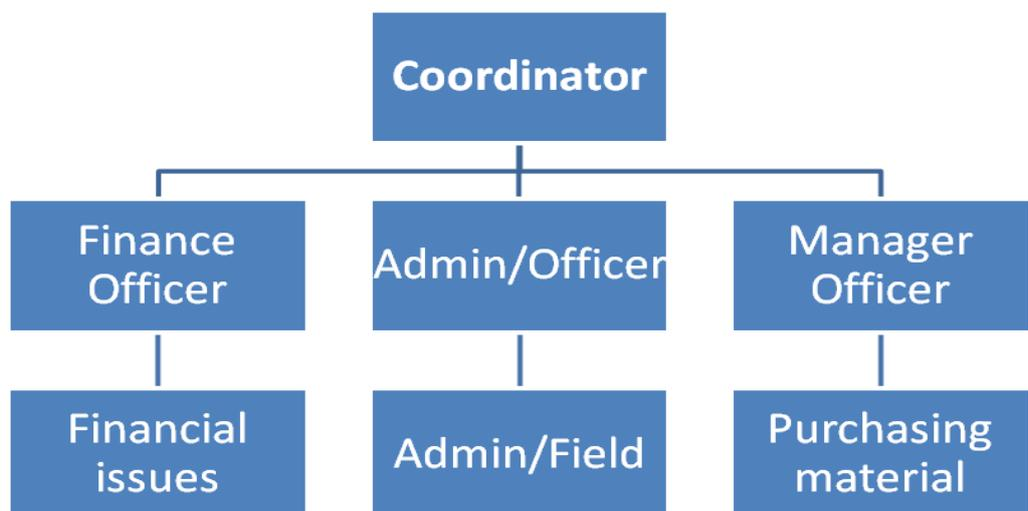 Coordinator
Finance
Officer
Admin/Officer
Manager
Officer
Financial
issues
Admin/Field
Purchasing
material